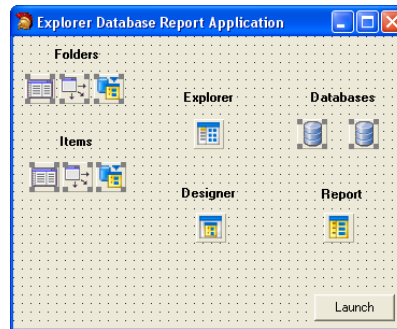 Explorer Database Report Application
Folders
Explorer
Databases
Items
Designer
Report
Launch